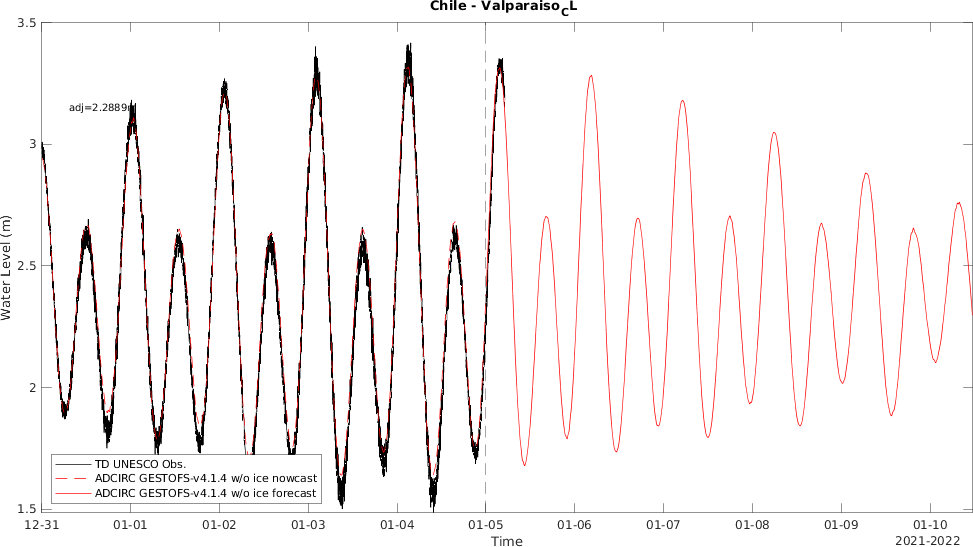 Chile - Valparaiso_CL
3.5
3
2.5
2
1.5
Water Level (m)
adj=2.2889
TD UNESCO Obs.
ADCIRC GESTOFS-v4.1.4 w/o ice nowcast
ADCIRC GESTOFS-v4.1.4 w/o ice forecast
12-31 01-01 01-02 01-03 01-04 01-05 01-06 01-07 01-08 01-09 01-10
Time
2021-2022